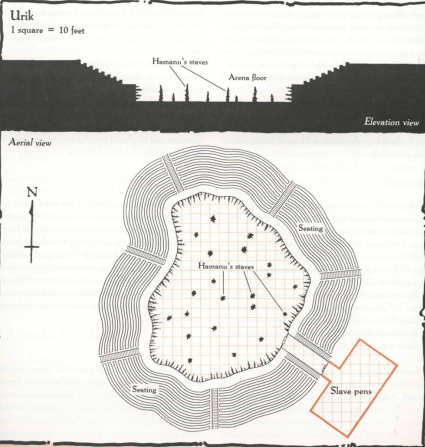 Urik
1 square = 10 feet
Hamanu's staves
Arena floor
Elevation view
Aerial view
N
Seating
Hamanu's staves
Slave pens
Seating